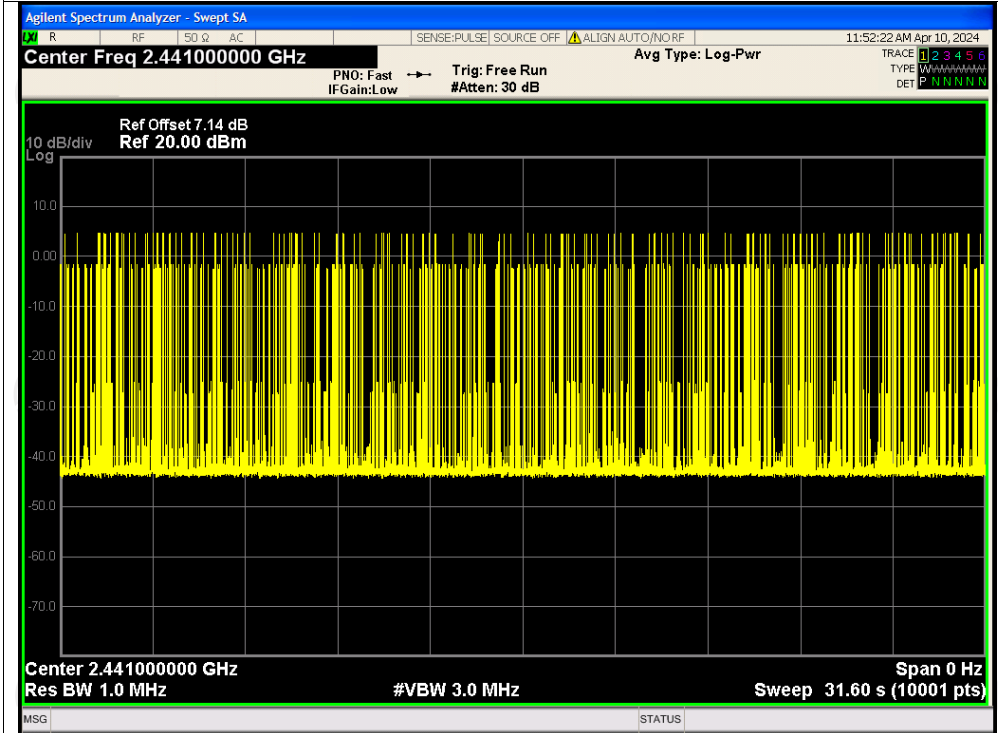 Agilent Spectrum Analyzer - Swept SA
LXI R RF 50 Ω AC SENSE:PULSE SOURCE OFF ALIGN AUTO/NO RF 11:52:22 AM Apr 10, 2024
Center Freq 2.441000000 GHz Avg Type: Log-Pwr TRACE 1 2 3 4 5 6
PNO: Fast Trig: Free Run TYPE W
IFGain:Low #Atten: 30 dB DET P N N N N N
Ref Offset 7.14 dB
10 dB/div Ref 20.00 dBm
Log
10.0
0.00
-10.0
-20.0
-30.0
-40.0
-50.0
-60.0
-70.0
Center 2.441000000 GHz Span 0 Hz
Res BW 1.0 MHz #VBW 3.0 MHz Sweep 31.60 s (10001 pts)
MSG STATUS